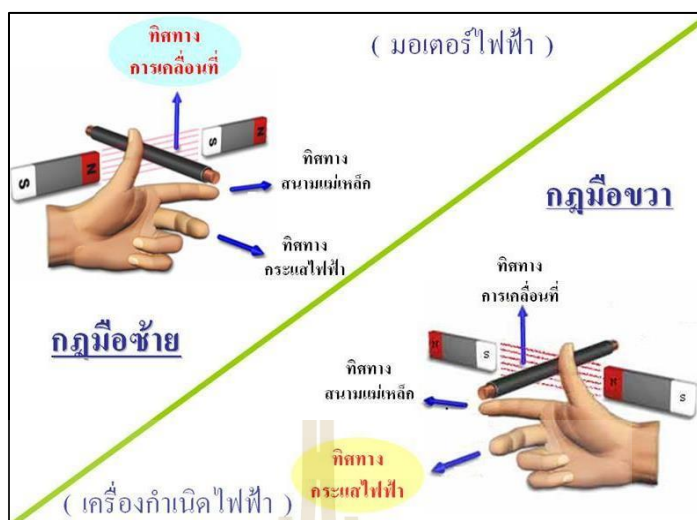 ทิศทาง
การเคลื่อนที่
( มอเตอร์ไฟฟ้า )
S
N
S
N
ทิศทาง
สนามแม่เหล็ก
ทิศทาง
กระแสไฟฟ้า
กฎมือซ้าย
กฎมือขวา
ทิศทาง
การเคลื่อนที่
N
S
N
S
ทิศทาง
สนามแม่เหล็ก
ทิศทาง
กระแสไฟฟ้า
( เครื่องกำเนิดไฟฟ้า )